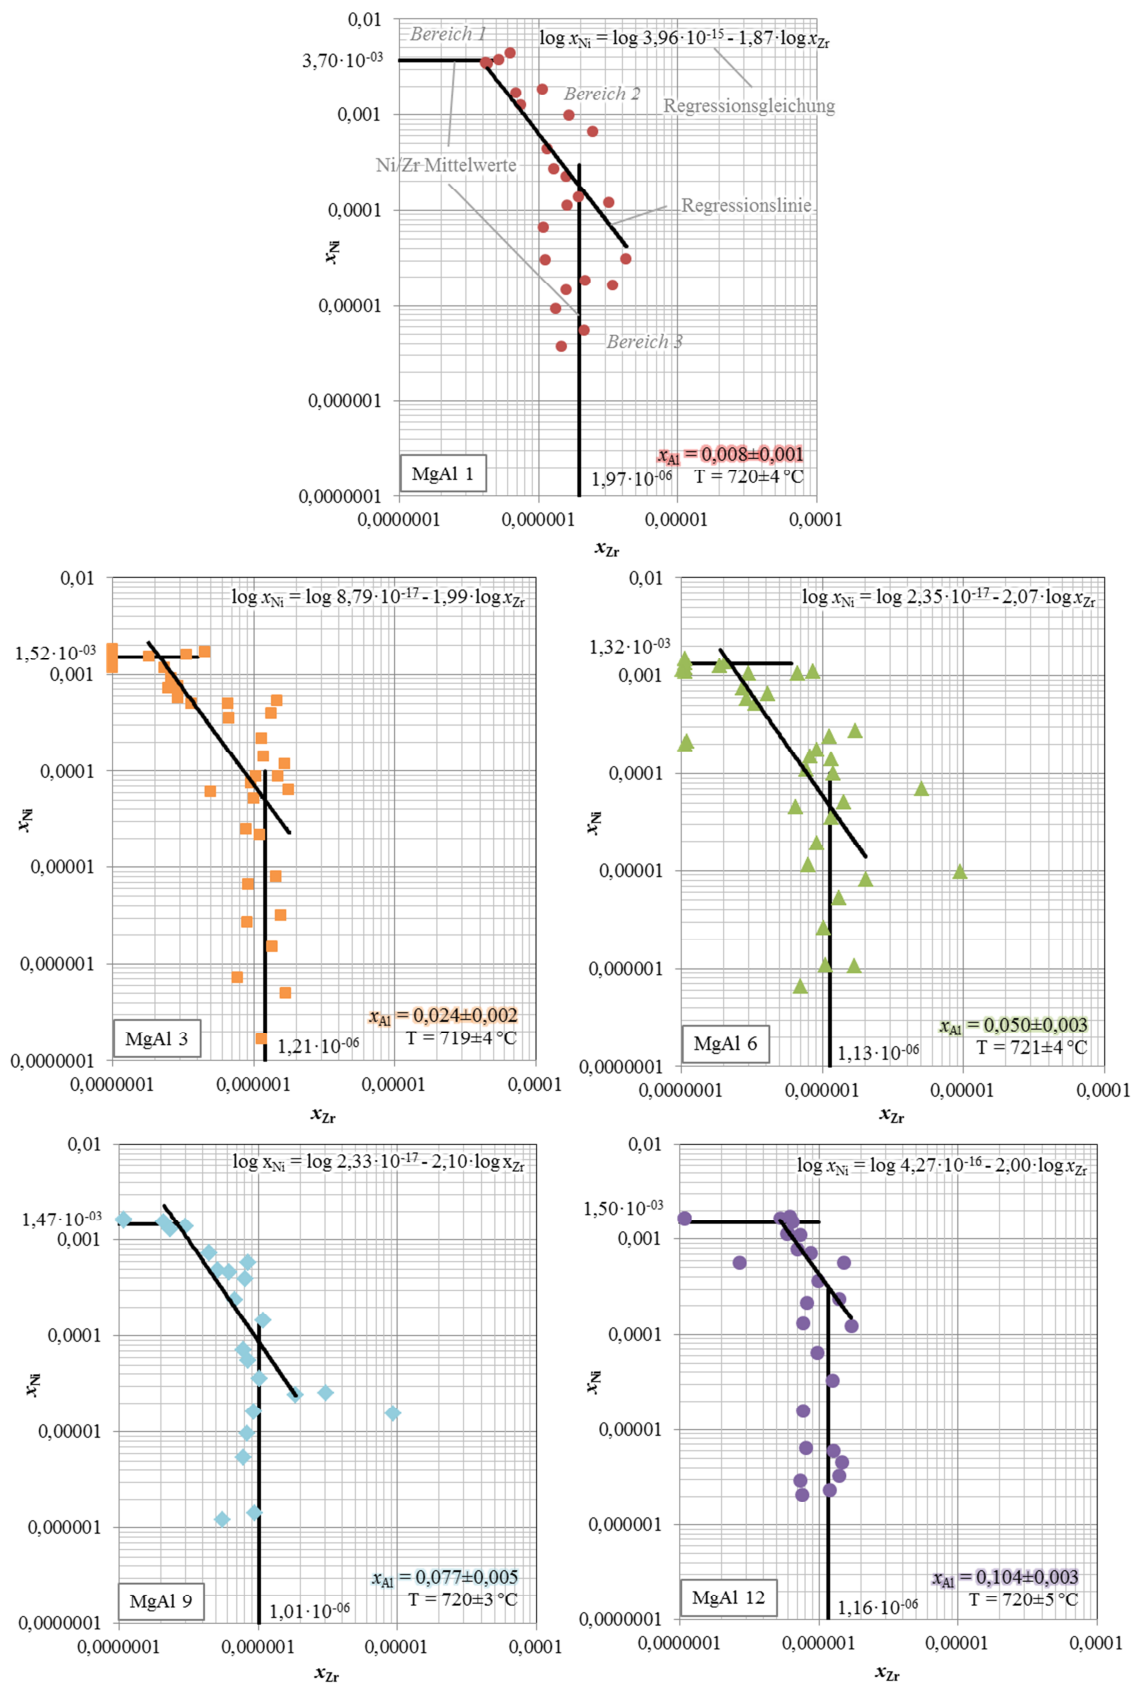 0,01
Bereich 1
log xNi = log 3,96·10-15 - 1,87·log xZr
3,70·10-03
Bereich 2
Regressionsgleichung
0,001
Ni/Zr Mittelwerte
0,0001
Regressionslinie
xNi
0,00001
Bereich 3
0,000001
xAl = 0,008±0,001
MgAl 1
1,97·10-06
T = 720±4 °C
0,0000001
0,0000001
0,000001
0,00001
0,0001
xZr
0,01
log xNi = log 8,79·10-17 - 1,99·log xZr
1,52·10-03
0,001
0,0001
xNi
0,00001
0,000001
xAl = 0,024±0,002
MgAl 3
1,21·10-06
T = 719±4 °C
0,0000001
0,0000001
0,000001
0,00001
0,0001
xZr
0,01
log xNi = log 2,35·10-17 - 2,07·log xZr
1,32·10-03
0,001
0,0001
xNi
0,00001
0,000001
xAl = 0,050±0,003
MgAl 6
1,13·10-06
T = 721±4 °C
0,0000001
0,0000001
0,000001
0,00001
0,0001
xZr
0,01
log xNi = log 2,33·10-17 - 2,10·log xZr
1,47·10-03
0,001
0,0001
xNi
0,00001
0,000001
xAl = 0,077±0,005
MgAl 9
1,01·10-06
T = 720±3 °C
0,0000001
0,0000001
0,000001
0,00001
0,0001
xZr
0,01
log xNi = log 4,27·10-16 - 2,00·log xZr
1,50·10-03
0,001
0,0001
xNi
0,00001
0,000001
xAl = 0,104±0,003
MgAl 12
1,16·10-06
T = 720±5 °C
0,0000001
0,0000001
0,000001
0,00001
0,0001
xZr